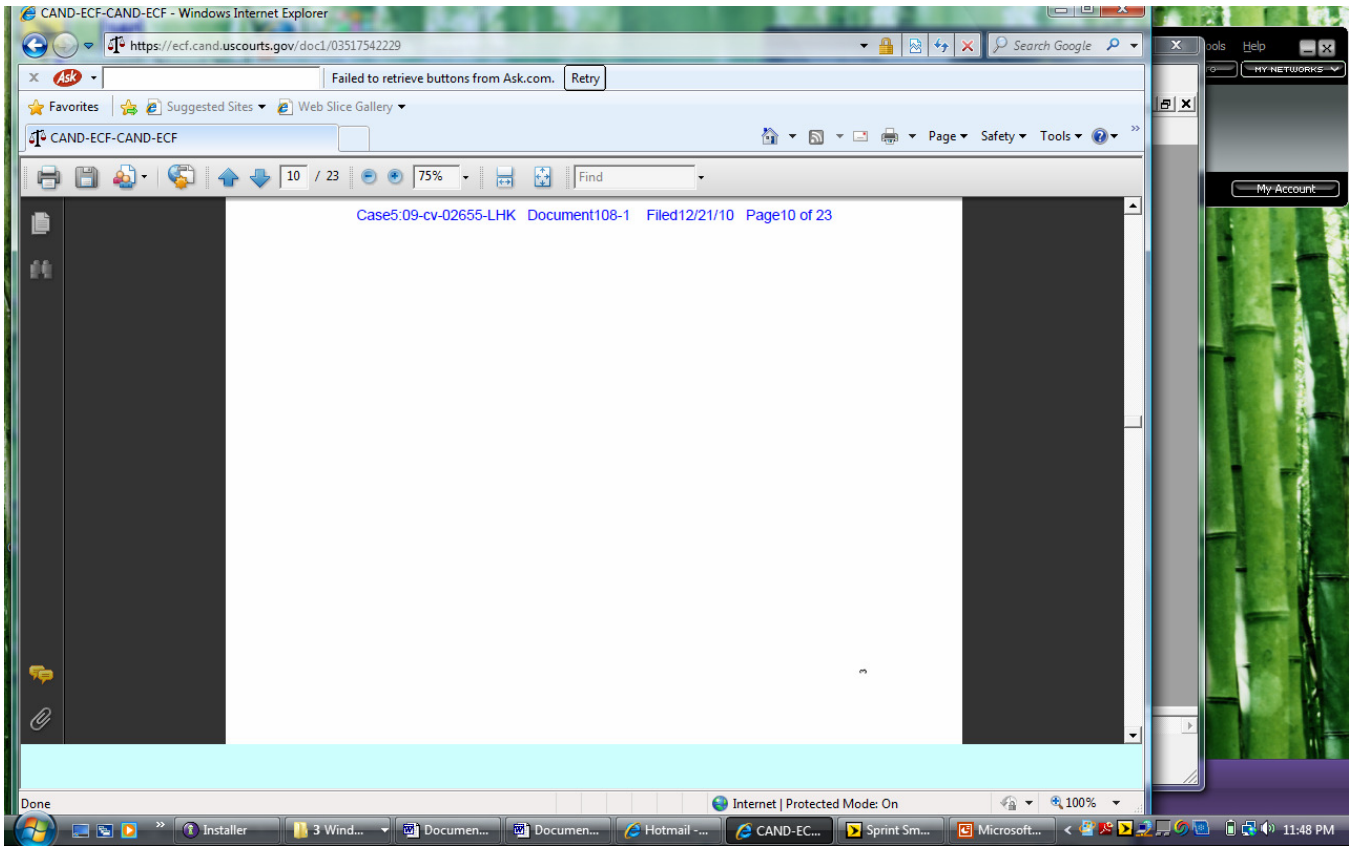 CAND-ECF-CAND-ECF - Windows Internet Explorer
https://ecf.cand.uscourts.gov/doc1/03517542229
Search Google
X
ools Help
MY NETWORKS
x Ask
Failed to retrieve buttons from Ask.com. Retry
Favorites Suggested Sites Web Slice Gallery
CAND-ECF-CAND-ECF
Page Safety Tools
10 / 23 75% Find
My Account
Case5:09-cv-02655-LHK Document108-1 Filed12/21/10 Page10 of 23
3
Done
Internet | Protected Mode: On
100%
Installer
3 Wind...
Documen...
Documen...
Hotmail -...
CAND-EC...
Sprint Sm...
Microsoft...
11:48 PM